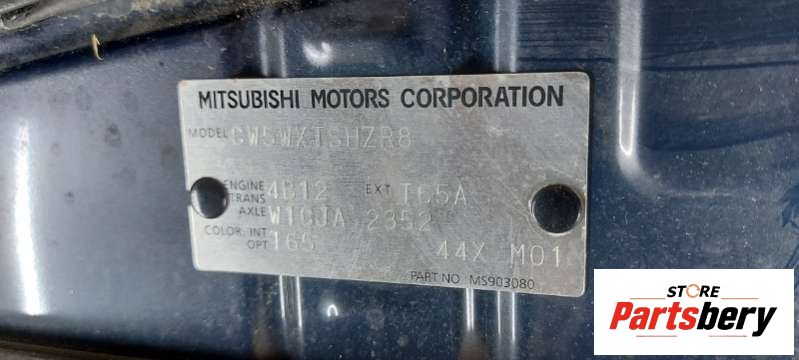 MITSUBISHI MOTORS CORPORATION
MODEL CW5WXTSHZR8
ENGINE 4B12 EXT T65A
TRANS
AXLE W1CJA 2352
COLOR, INT
OPT 165 44X M01
PART NO MS903080
STORE
Partsbery